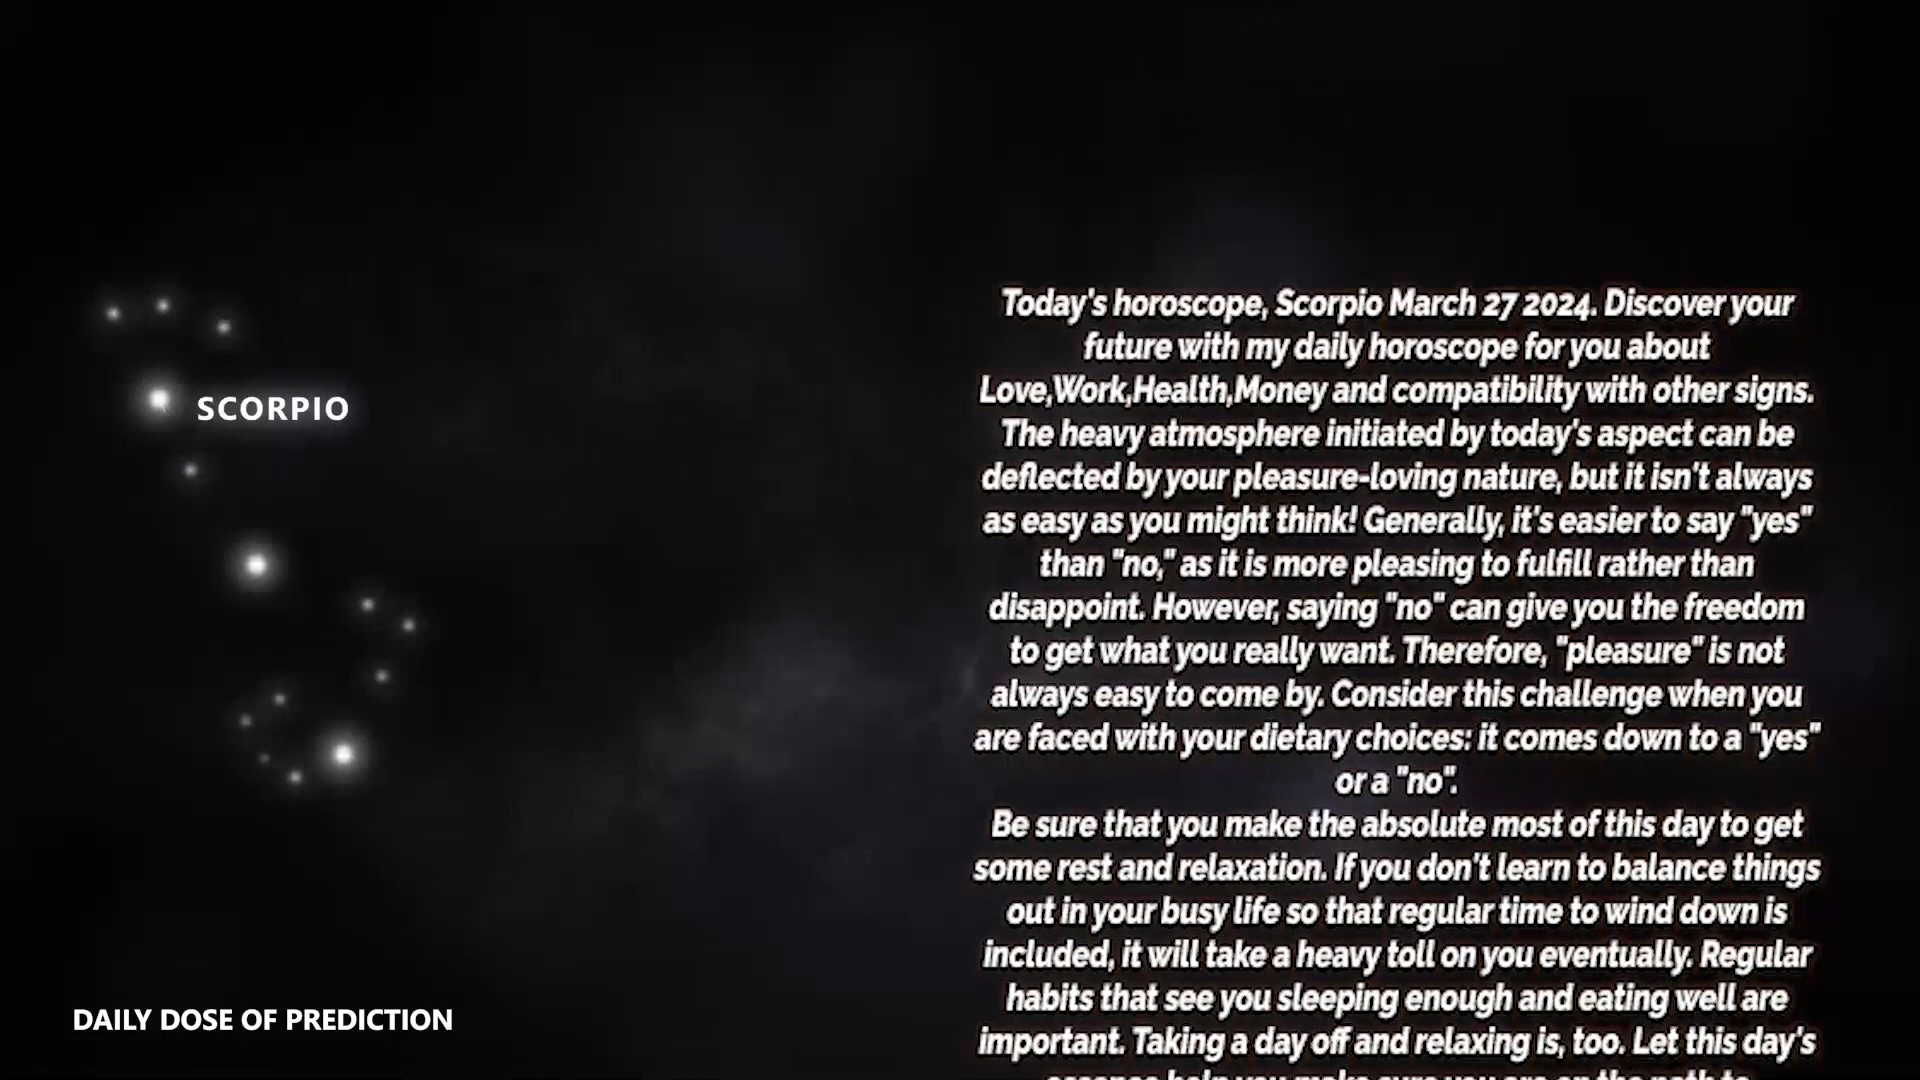 SCORPIO
Today's horoscope, Scorpio March 27 2024. Discover your
future with my daily horoscope for you about
Love,Work,Health,Money and compatibility with other signs.
The heavy atmosphere initiated by today's aspect can be
deflected by your pleasure-loving nature, but it isn't always
as easy as you might think! Generally, it's easier to say "yes"
than "no," as it is more pleasing to fulfill rather than
disappoint. However, saying "no" can give you the freedom
to get what you really want. Therefore, "pleasure" is not
always easy to come by. Consider this challenge when you
are faced with your dietary choices: it comes down to a "yes"
or a "no".
Be sure that you make the absolute most of this day to get
some rest and relaxation. If you don't learn to balance things
out in your busy life so that regular time to wind down is
included, it will take a heavy toll on you eventually. Regular
habits that see you sleeping enough and eating well are
important. Taking a day off and relaxing is, too. Let this day's
DAILY DOSE OF PREDICTION